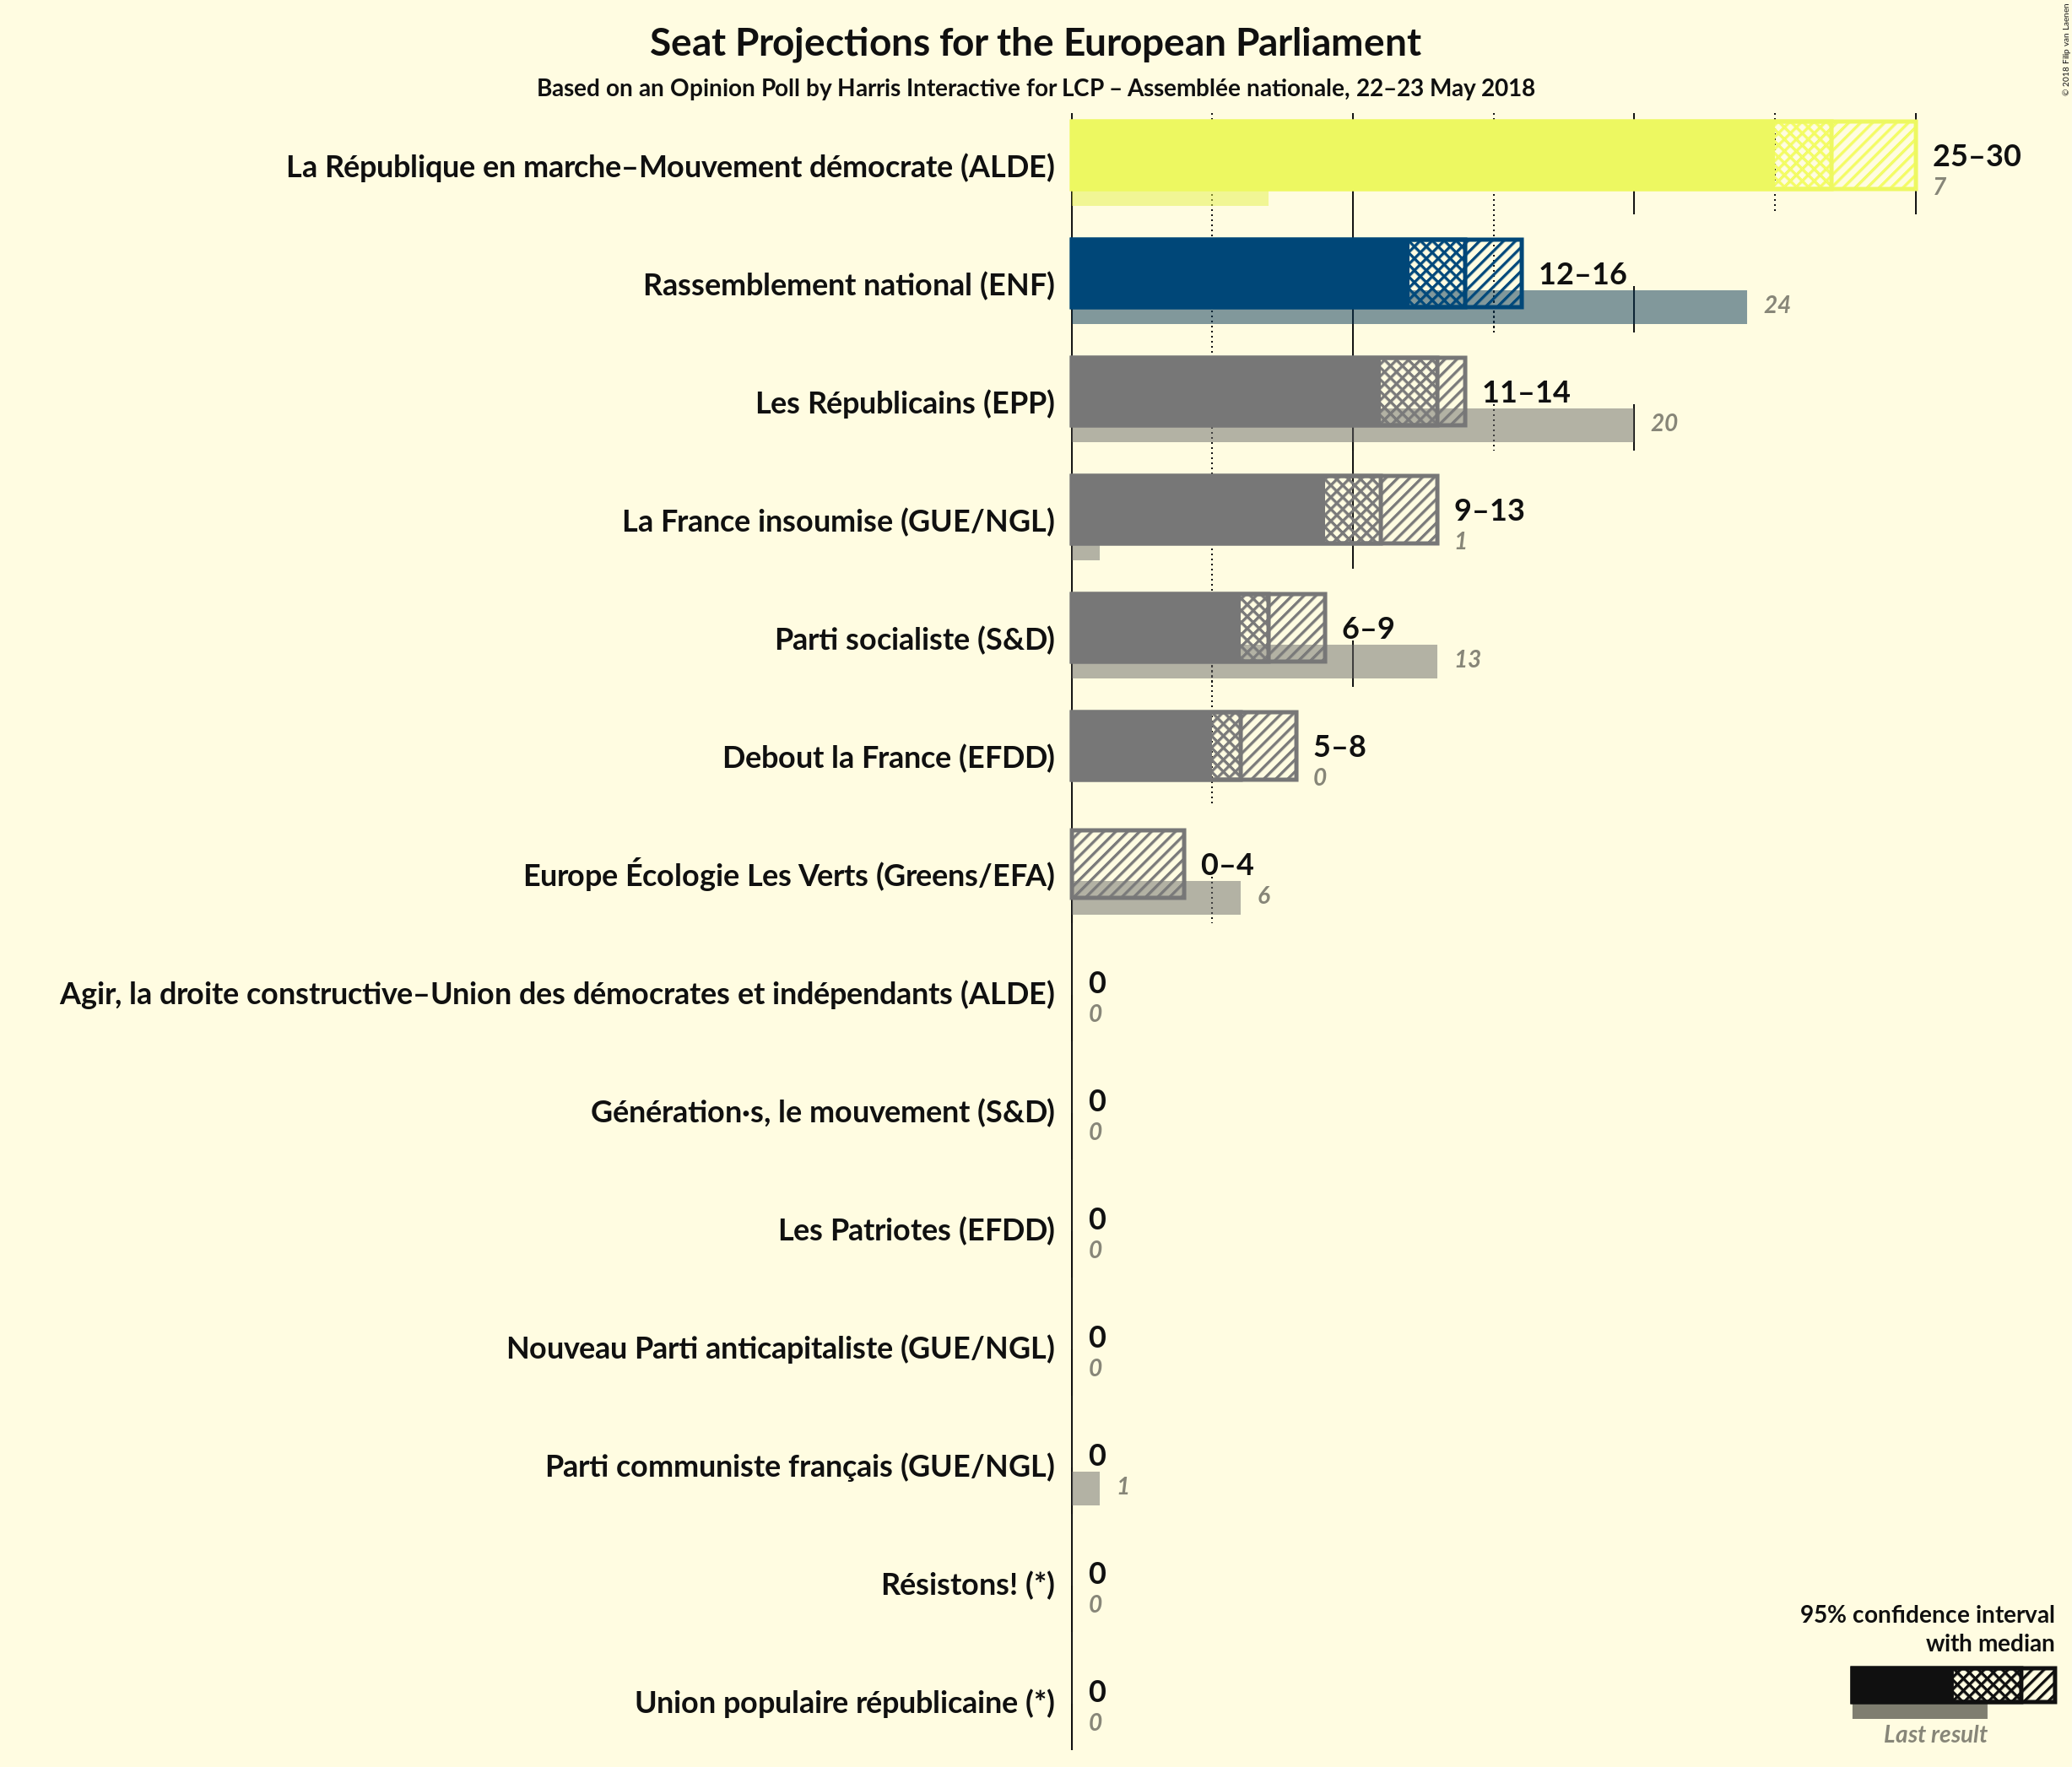 Seat Projections for the European Parliament
Based on an Opinion Poll by Harris Interactive for LCP – Assemblée nationale, 22–23 May 2018
© 2018 Filip van Laenen
La République en marche–Mouvement démocrate (ALDE)
25–30
7
Rassemblement national (ENF)
12–16
24
Les Républicains (EPP)
11–14
20
La France insoumise (GUE/NGL)
9–13
1
Parti socialiste (S&D)
6–9
13
Debout la France (EFDD)
5–8
0
Europe Écologie Les Verts (Greens/EFA)
0–4
6
Agir, la droite constructive–Union des démocrates et indépendants (ALDE)
0
0
Génération·s, le mouvement (S&D)
0
0
Les Patriotes (EFDD)
0
0
Nouveau Parti anticapitaliste (GUE/NGL)
0
0
Parti communiste français (GUE/NGL)
0
1
Résistons! (*)
0
0
Union populaire républicaine (*)
0
0
95% confidence interval
with median
Last result